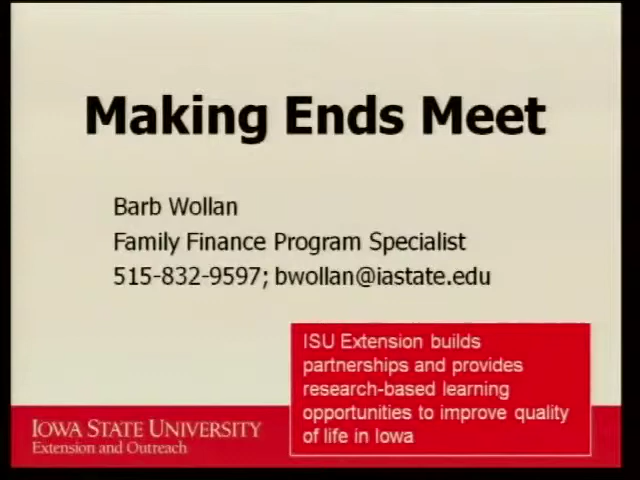 Making Ends Meet
Barb Wollan
Family Finance Program Specialist
515-832-9597; bwollan@iastate.edu
ISU Extension builds
partnerships and provides
research-based learning
opportunities to improve quality
of life in Iowa
IOWA STATE UNIVERSITY
Extension and Outreach